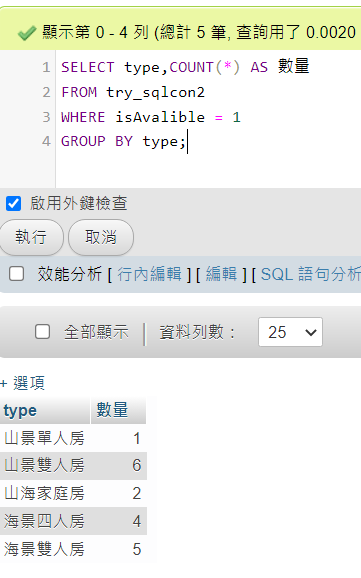 顯示第 0 - 4 列 (總計 5 筆, 查詢用了 0.0020
1 SELECT type,COUNT(*) AS 數量
2 FROM try_sqlcon2
3 WHERE isAvalible = 1
4 GROUP BY type;
啟用外鍵檢查
執行 取消
效能分析 [ 行內編輯 ] [ 編輯 ] [ SQL 語句分析
全部顯示 資料列數： 25
+ 選項
type 數量
山景單人房 1
山景雙人房 6
山海家庭房 2
海景四人房 4
海景雙人房 5